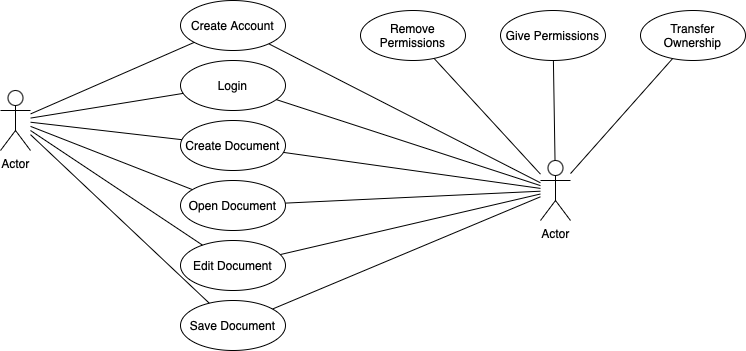 Create Account
Remove
Permissions
Give Permissions
Transfer
Ownership
Login
Create Document
Actor
Open Document
Actor
Edit Document
Save Document